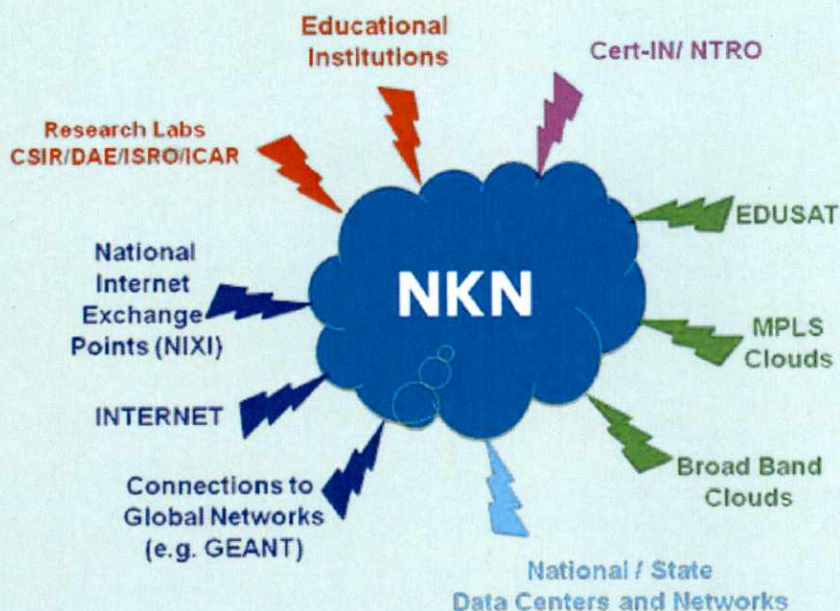 Educational
Institutions
Cert-IN/ NTRO
Research Labs
CSIR/DAE/ISRO/ICAR
EDUSAT
National
Internet
Exchange
Points (NIXI)
NKN
MPLS
Clouds
INTERNET
Broad Band
Clouds
Connections to
Global Networks
(e.g. GEANT)
National / State
Data Centers and Networks